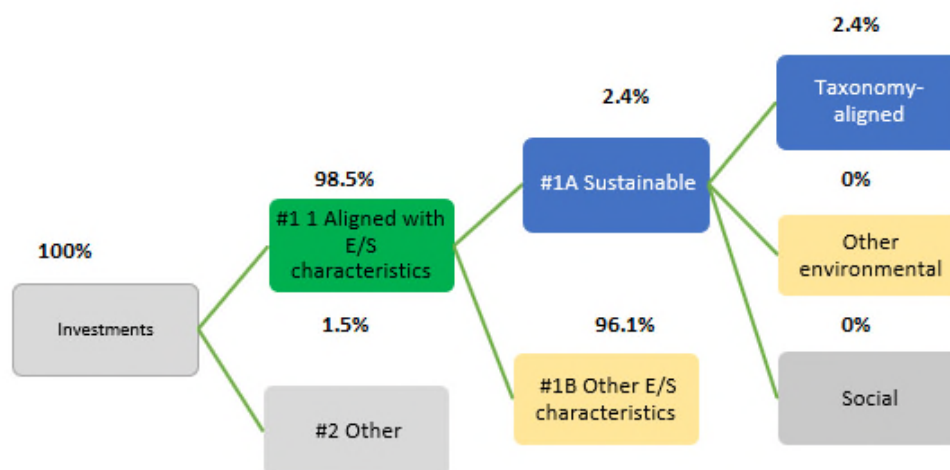 2.4%
Taxonomy-
aligned
2.4%
#1A Sustainable
98.5%
#1 1 Aligned with
E/S
characteristics
0%
Other
environmental
100%
Investments
1.5%
#2 Other
96.1%
#1B Other E/S
characteristics
0%
Social